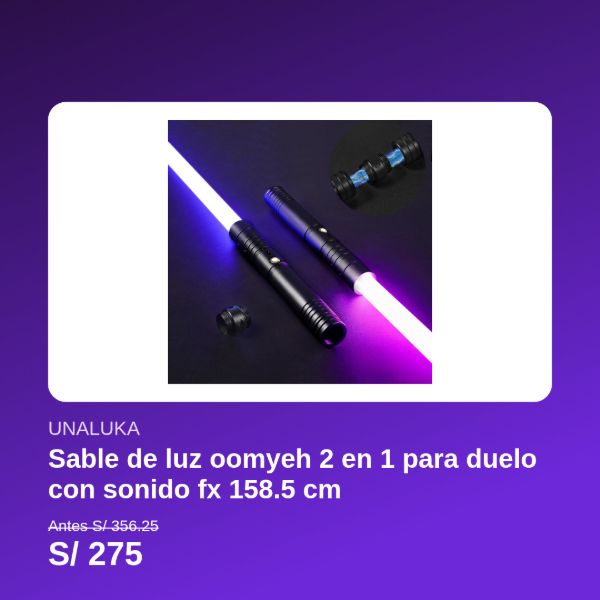 UNALUKA
Sable de luz oomyeh 2 en 1 para duelo
con sonido fx 158.5 cm
Antes S/ 356.25
S/ 275